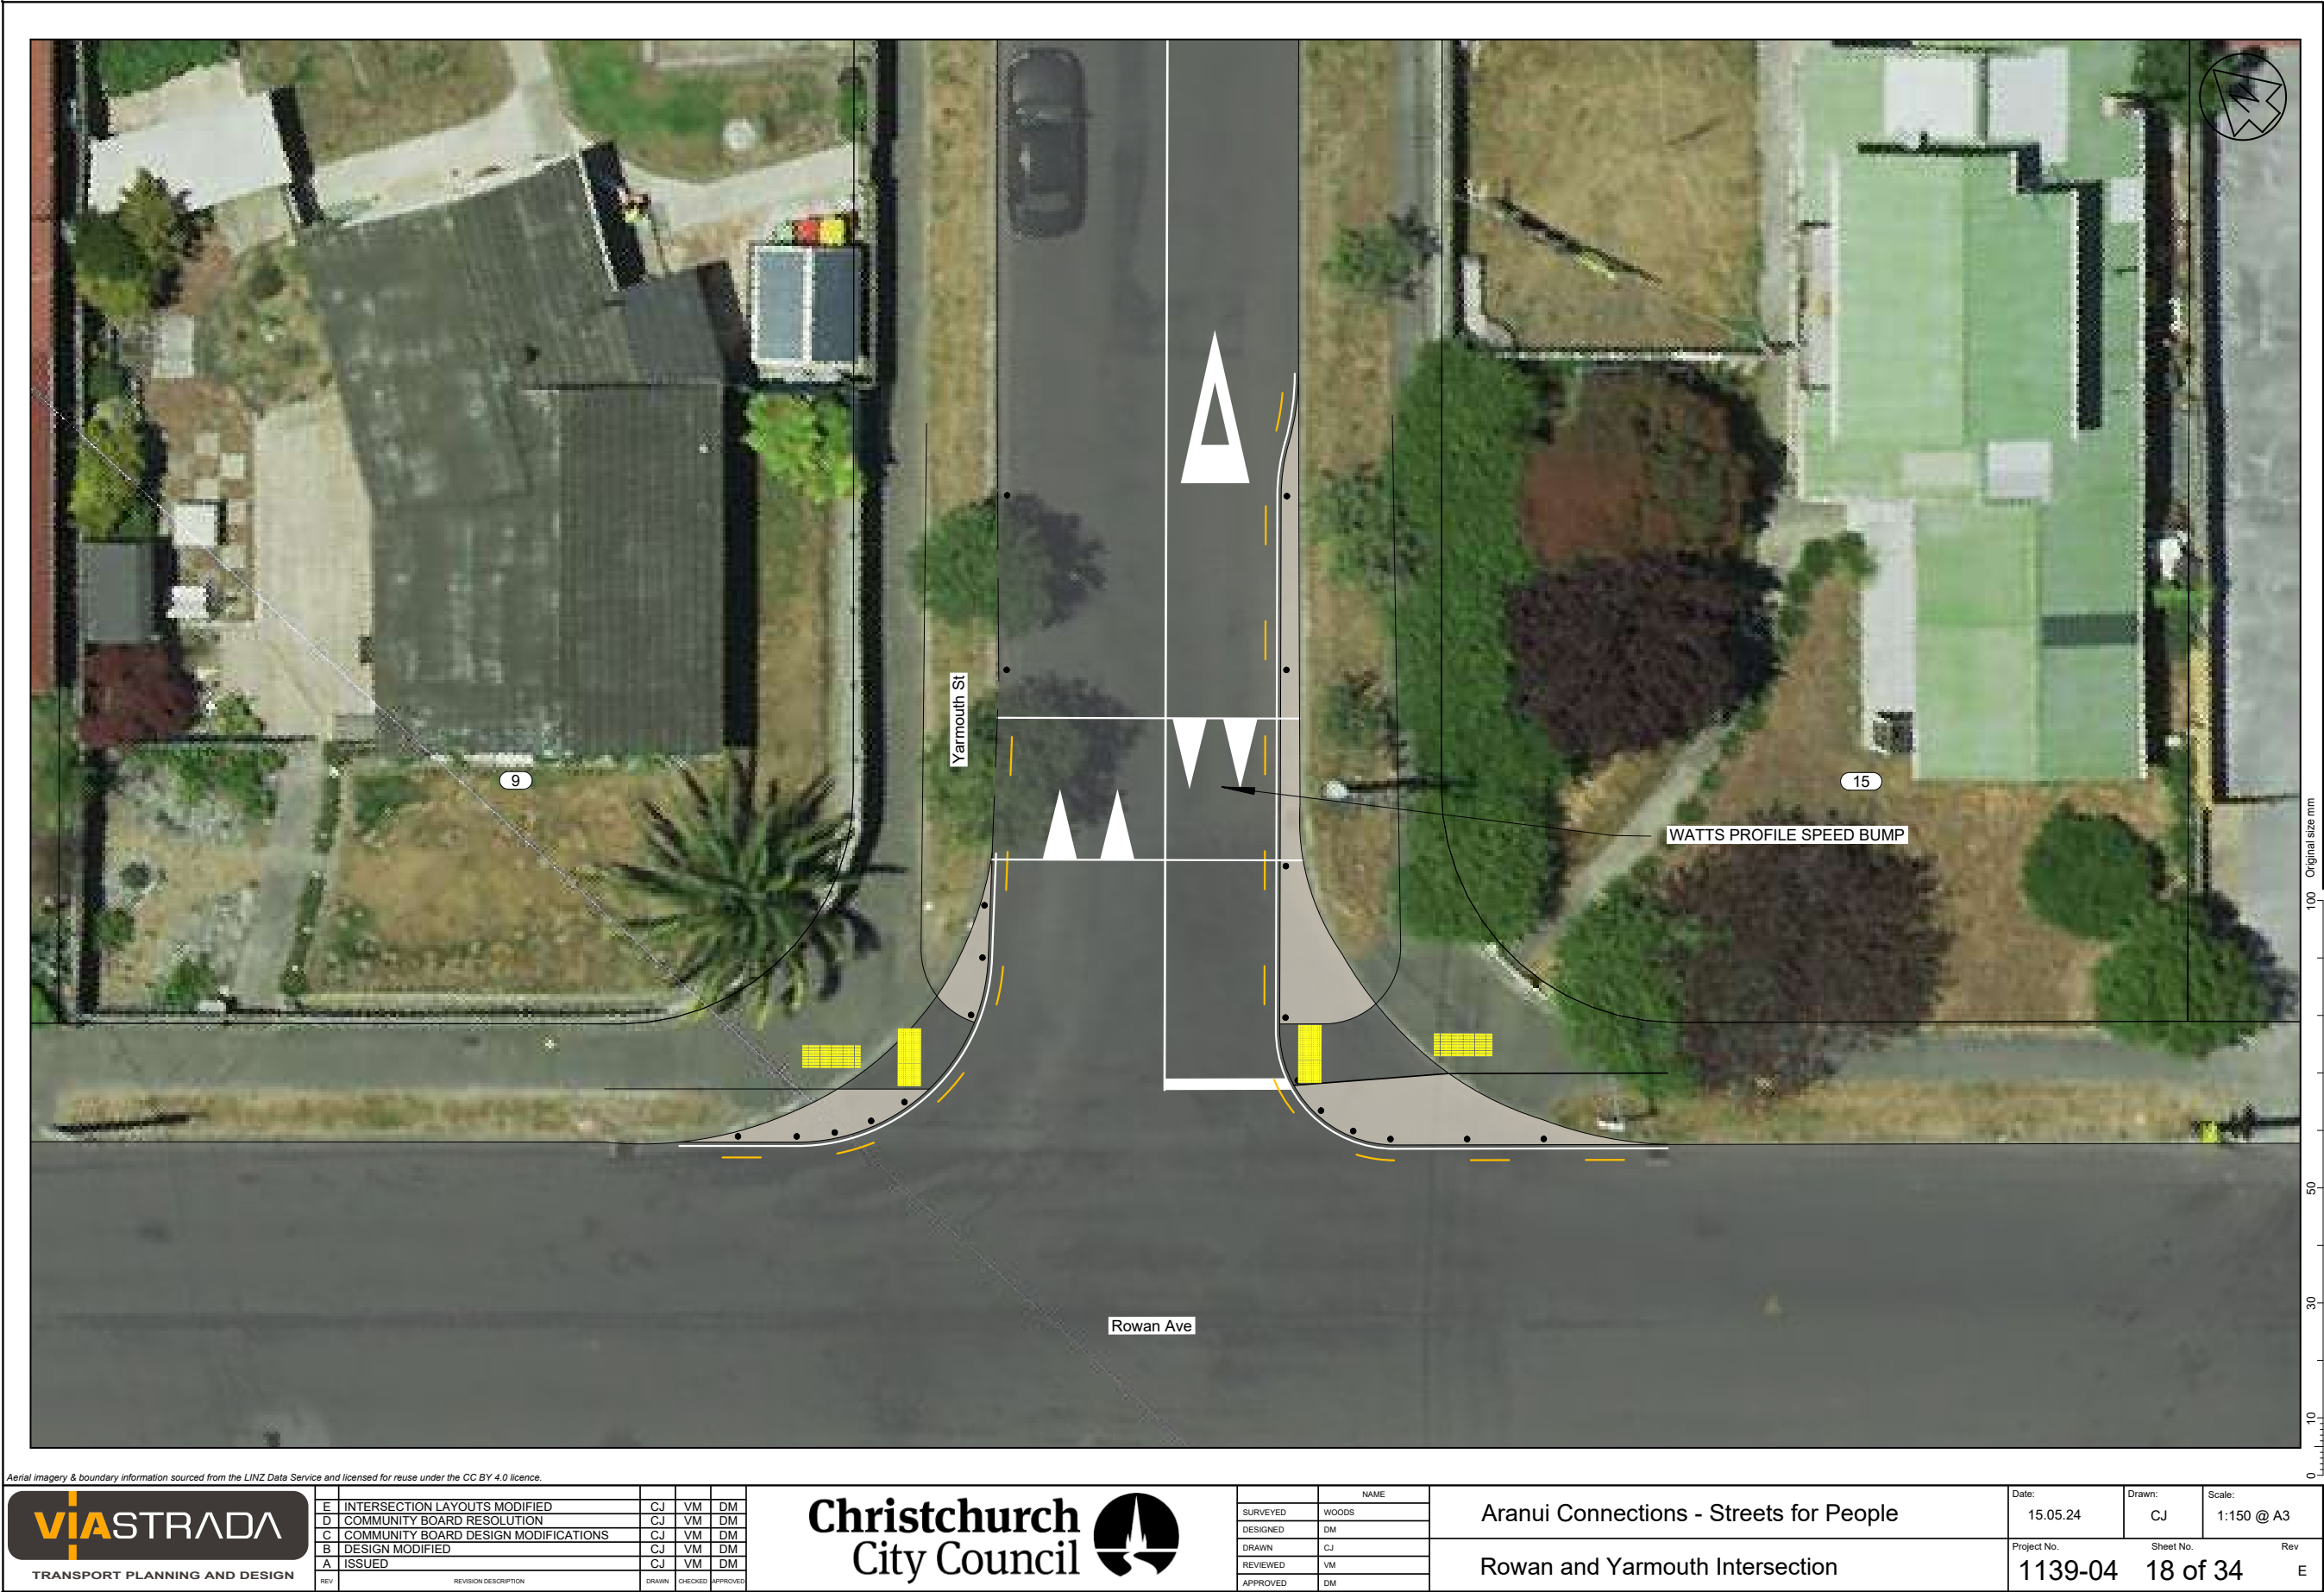 Yarmouth St
9
15
WATTS PROFILE SPEED BUMP
Rowan Ave
Original size mm
100
50
30
10
0
Aerial imagery & boundary information sourced from the LINZ Data Service and licensed for reuse under the CC BY 4.0 licence.
VIASTRADA
TRANSPORT PLANNING AND DESIGN
E INTERSECTION LAYOUTS MODIFIED CJ VM DM
D COMMUNITY BOARD RESOLUTION CJ VM DM
C COMMUNITY BOARD DESIGN MODIFICATIONS CJ VM DM
B DESIGN MODIFIED CJ VM DM
A ISSUED CJ VM DM
REV REVISION DESCRIPTION DRAWN CHECKED APPROVED
Christchurch
City Council
NAME
SURVEYED WOODS
DESIGNED DM
DRAWN CJ
REVIEWED VM
APPROVED DM
Aranui Connections - Streets for People
Rowan and Yarmouth Intersection
Date: Drawn: Scale:
15.05.24 CJ 1:150 @ A3
Project No. Sheet No. Rev
1139-04 18 of 34 E